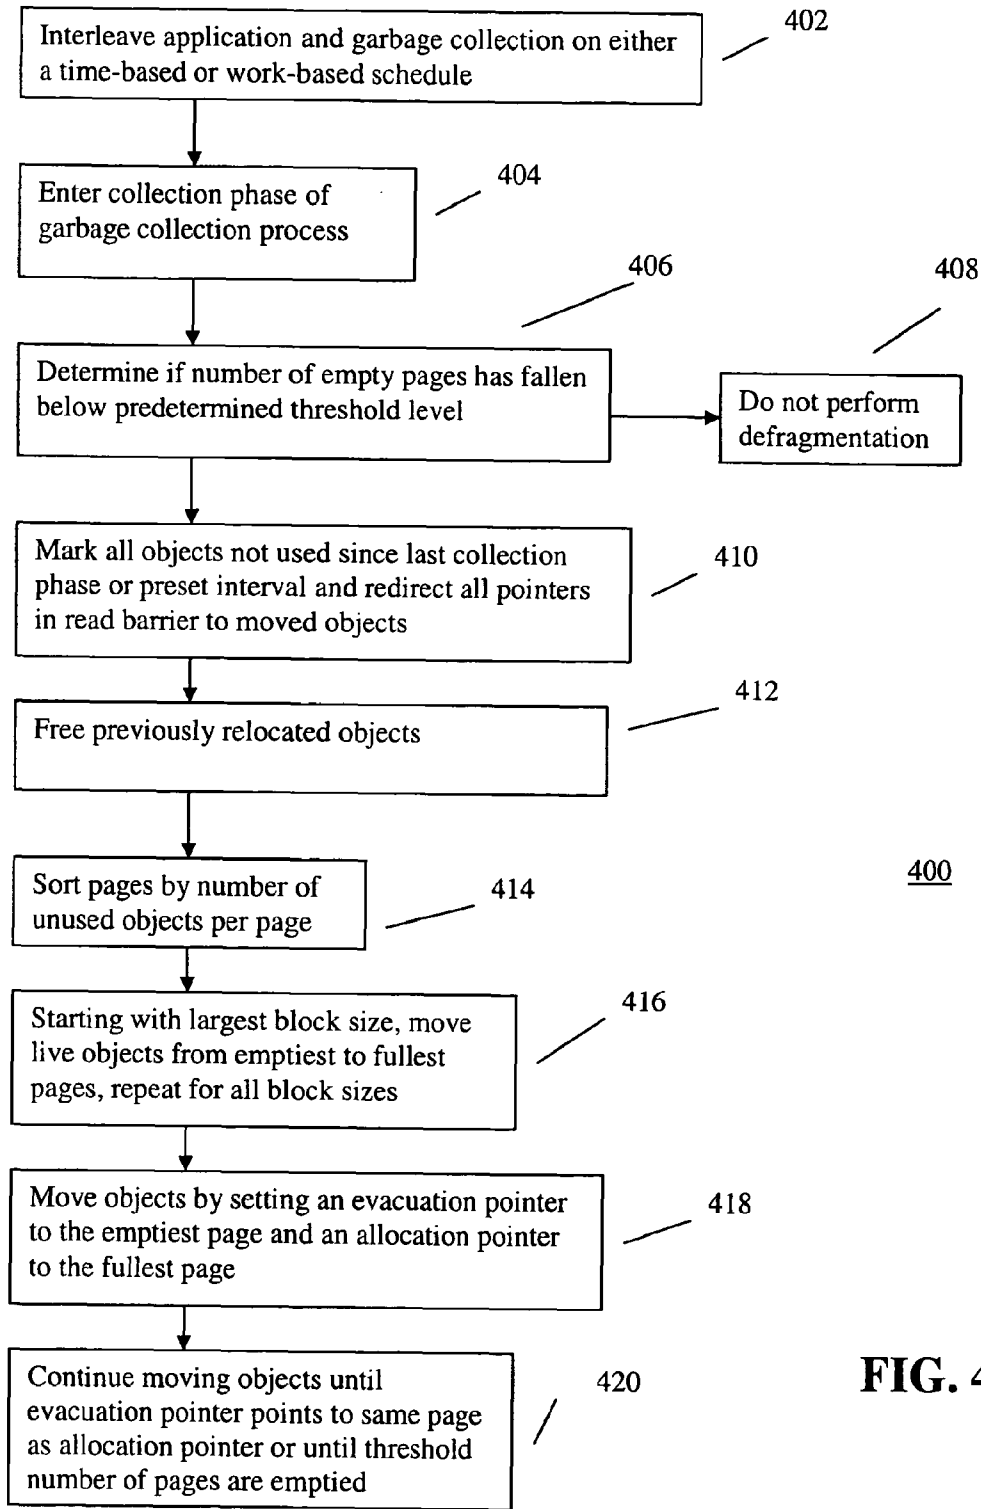 Interleave application and garbage collection on either
a time-based or work-based schedule
402
Enter collection phase of
garbage collection process
404
406
408
Determine if number of empty pages has fallen
below predetermined threshold level
Do not perform
defragmentation
Mark all objects not used since last collection
phase or preset interval and redirect all pointers
in read barrier to moved objects
410
Free previously relocated objects
412
Sort pages by number of
unused objects per page
414
400
Starting with largest block size, move
live objects from emptiest to fullest
pages, repeat for all block sizes
416
Move objects by setting an evacuation pointer
to the emptiest page and an allocation pointer
to the fullest page
418
Continue moving objects until
evacuation pointer points to same page
as allocation pointer or until threshold
number of pages are emptied
420
FIG. 4